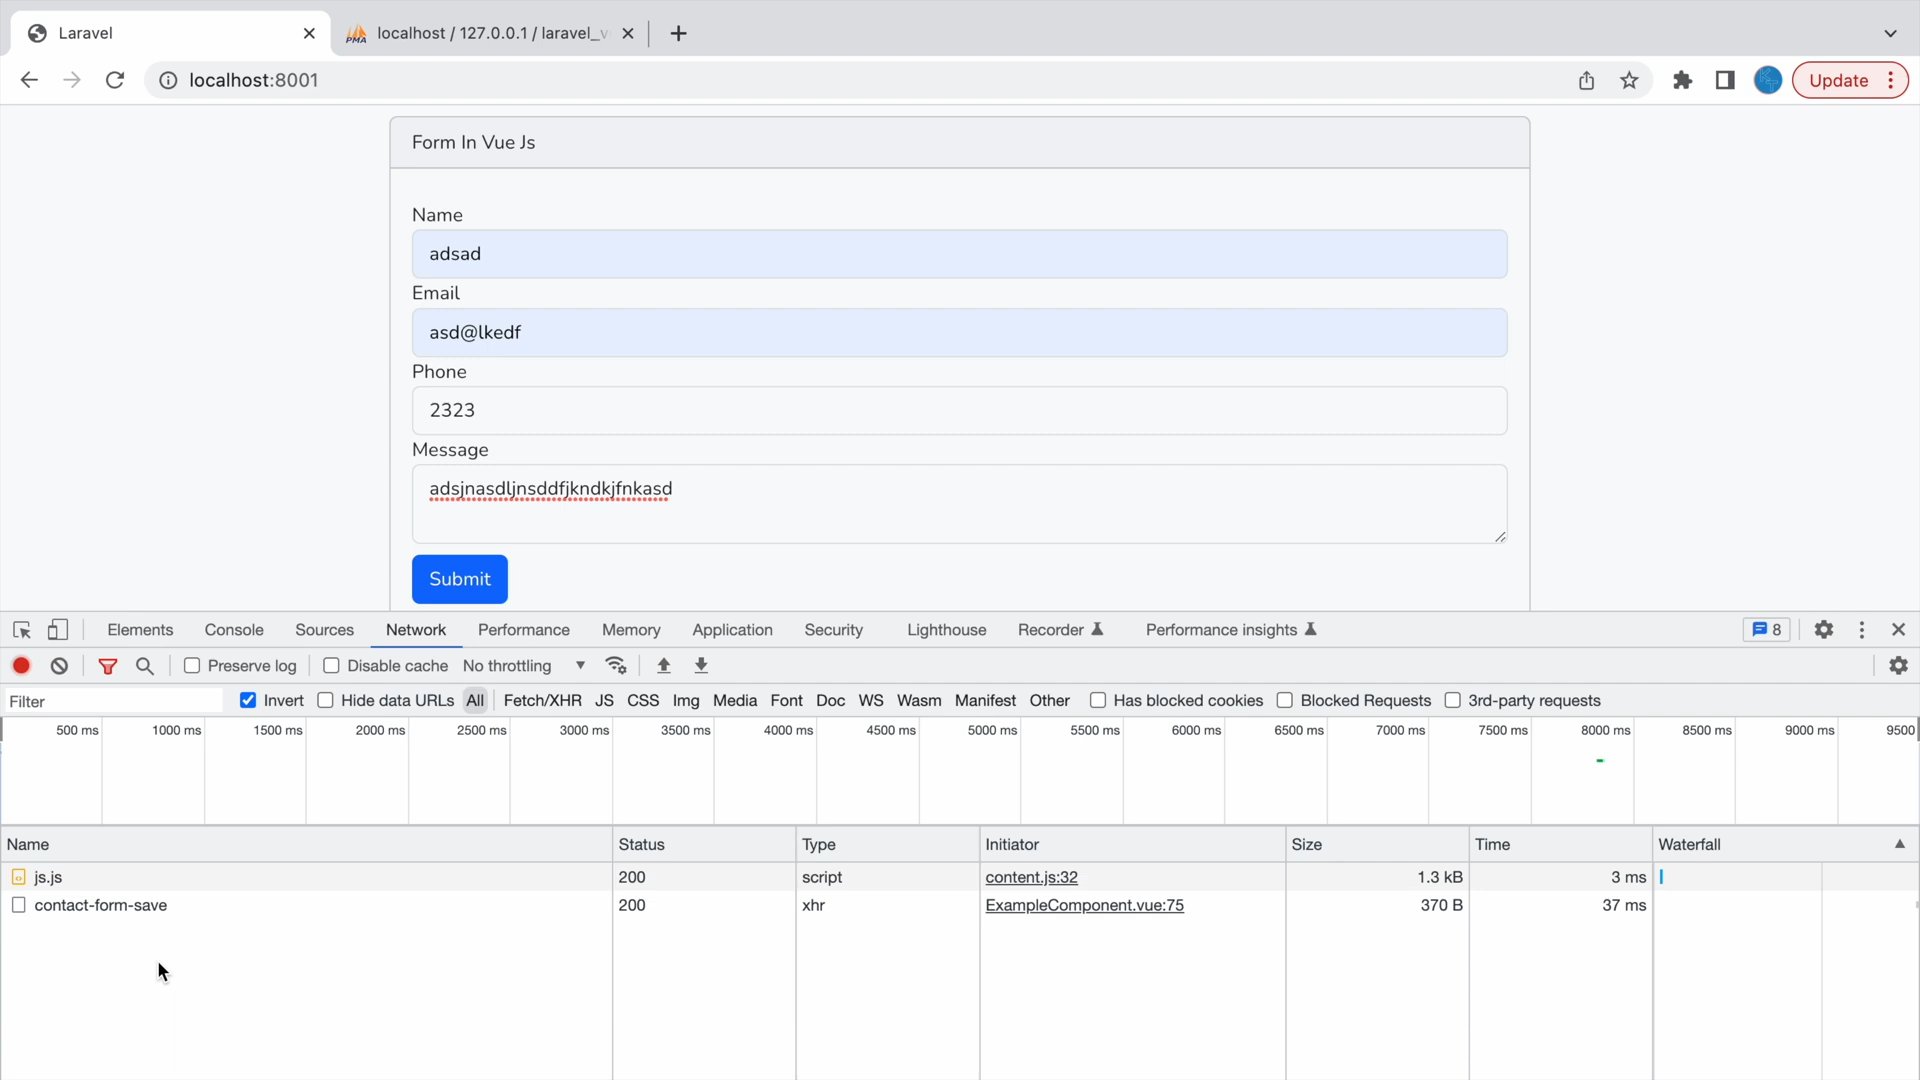 Laravel
localhost / 127.0.0.1 / laravel_v
localhost:8001
Update
Form In Vue Js
Name
adsad
Email
asd@lkedf
Phone
2323
Message
adsjnasdljnsddfjkndkjfnkasd
Submit
Elements Console Sources Network Performance Memory Application Security Lighthouse Recorder Performance insights 8
Preserve log Disable cache No throttling
Filter Invert Hide data URLs All Fetch/XHR JS CSS Img Media Font Doc WS Wasm Manifest Other Has blocked cookies Blocked Requests 3rd-party requests
500 ms 1000 ms 1500 ms 2000 ms 2500 ms 3000 ms 3500 ms 4000 ms 4500 ms 5000 ms 5500 ms 6000 ms 6500 ms 7000 ms 7500 ms 8000 ms 8500 ms 9000 ms 9500
Name Status Type Initiator Size Time Waterfall
js.js 200 script content.js:32 1.3 kB 3 ms
contact-form-save 200 xhr ExampleComponent.vue:75 370 B 37 ms